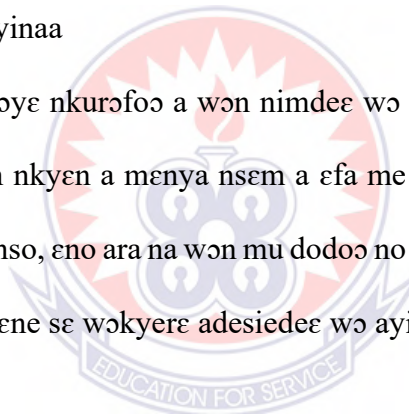 yinaa
ɔyɛ nkurɔfoɔ a wɔn nimdeɛ wɔ
nkyɛn a mɛnya nsɛm a ɛfa me
nso, ɛno ara na wɔn mu dodoɔ no
ɛne sɛ wɔkyerɛ adesiedeɛ wɔ ayi
EDUCATION FOR SERVICE